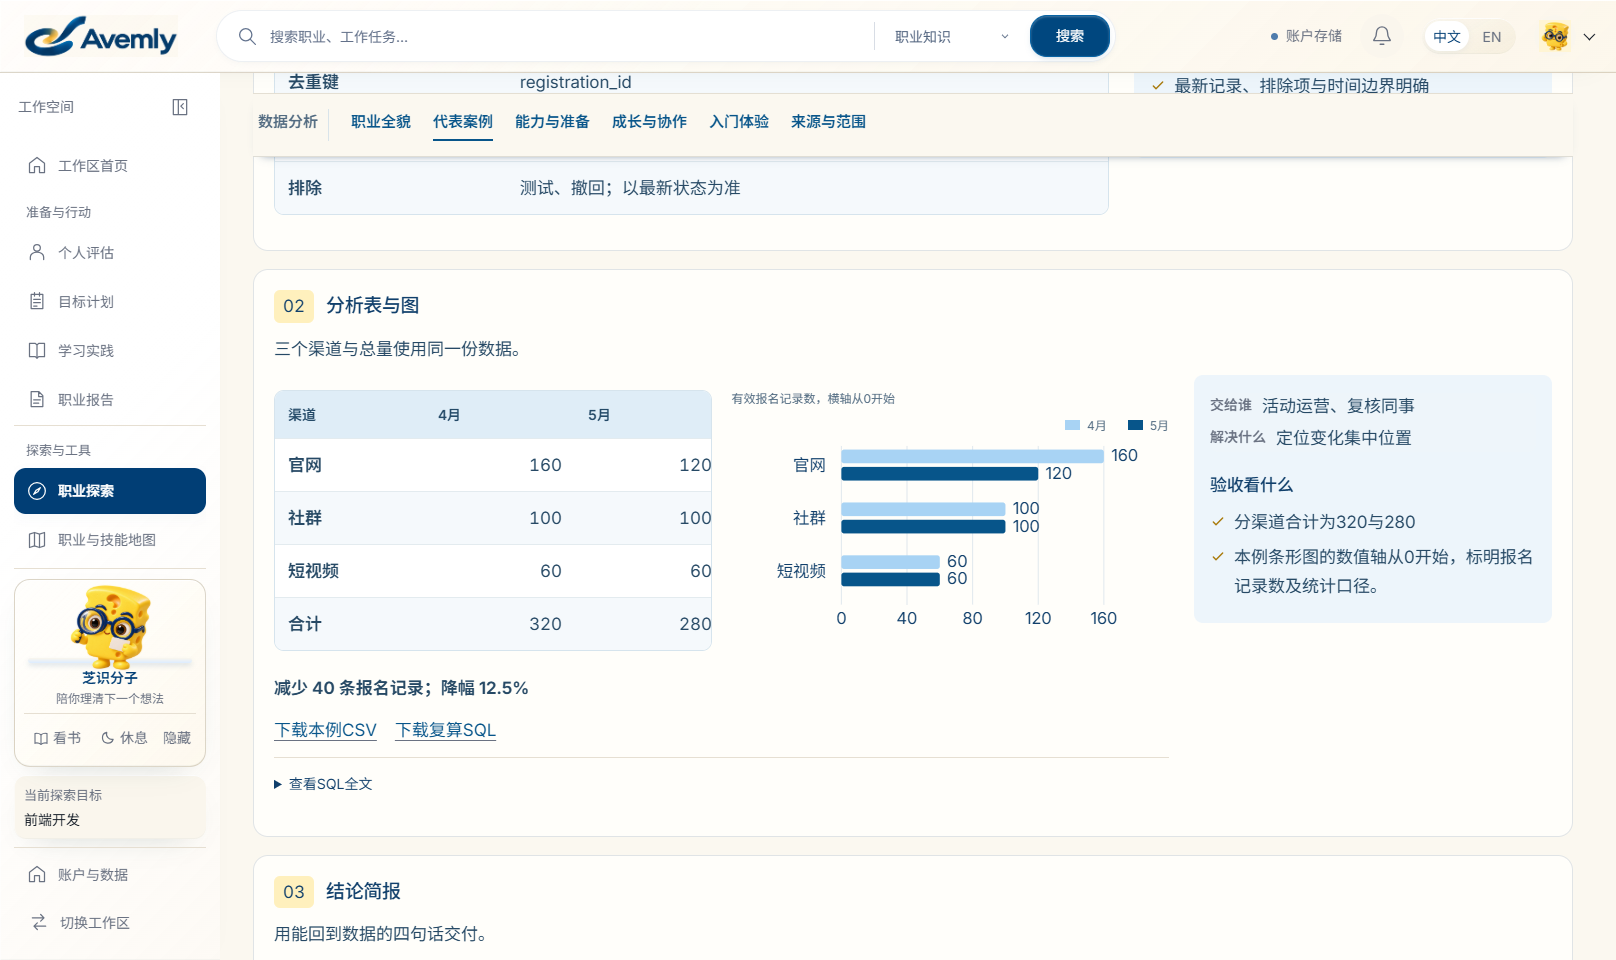 Avemly
搜索职业、工作任务...
职业知识
搜索
账户存储
中文
EN
工作空间
工作区首页
准备与行动
个人评估
目标计划
学习实践
职业报告
探索与工具
职业探索
职业与技能地图
芝识分子
陪你理清下一个想法
看书
休息
隐藏
当前探索目标
前端开发
账户与数据
切换工作区
去重键 registration_id
最新记录、排除项与时间边界明确
数据分析
职业全貌
代表案例
能力与准备
成长与协作
入门体验
来源与范围
排除 测试、撤回；以最新状态为准
02 分析表与图
三个渠道与总量使用同一份数据。
渠道 4月 5月
官网 160 120
社群 100 100
短视频 60 60
合计 320 280
有效报名记录数，横轴从0开始
4月 5月
官网 160
120
社群 100
100
短视频 60
60
0 40 80 120 160
交给谁 活动运营、复核同事
解决什么 定位变化集中位置
验收看什么
分渠道合计为320与280
本例条形图的数值轴从0开始，标明报名
记录数及统计口径。
减少 40 条报名记录；降幅 12.5%
下载本例CSV 下载复算SQL
查看SQL全文
03 结论简报
用能回到数据的四句话交付。